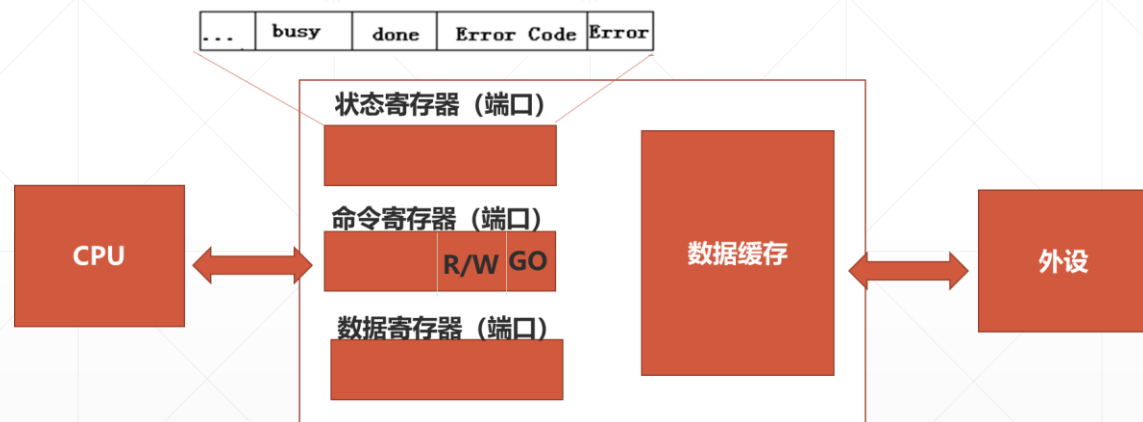 ... busy done Error Code Error
状态寄存器（端口）
命令寄存器（端口）
CPU
R/W GO
数据缓存
外设
数据寄存器（端口）